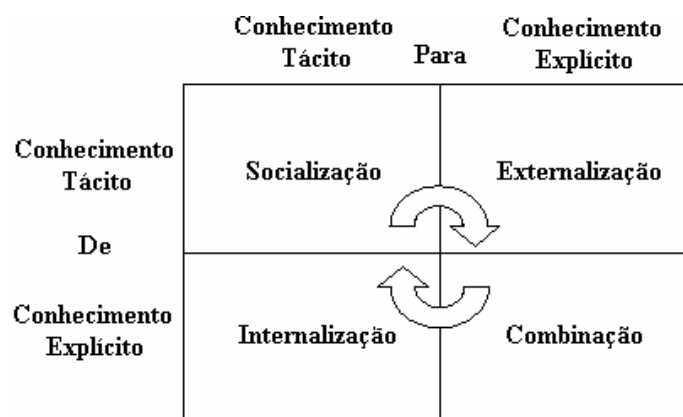 Conhecimento
Tácito
Para
Conhecimento
Explícito
Conhecimento
Tácito
Socialização
Externalização
De
Conhecimento
Explícito
Internalização
Combinação